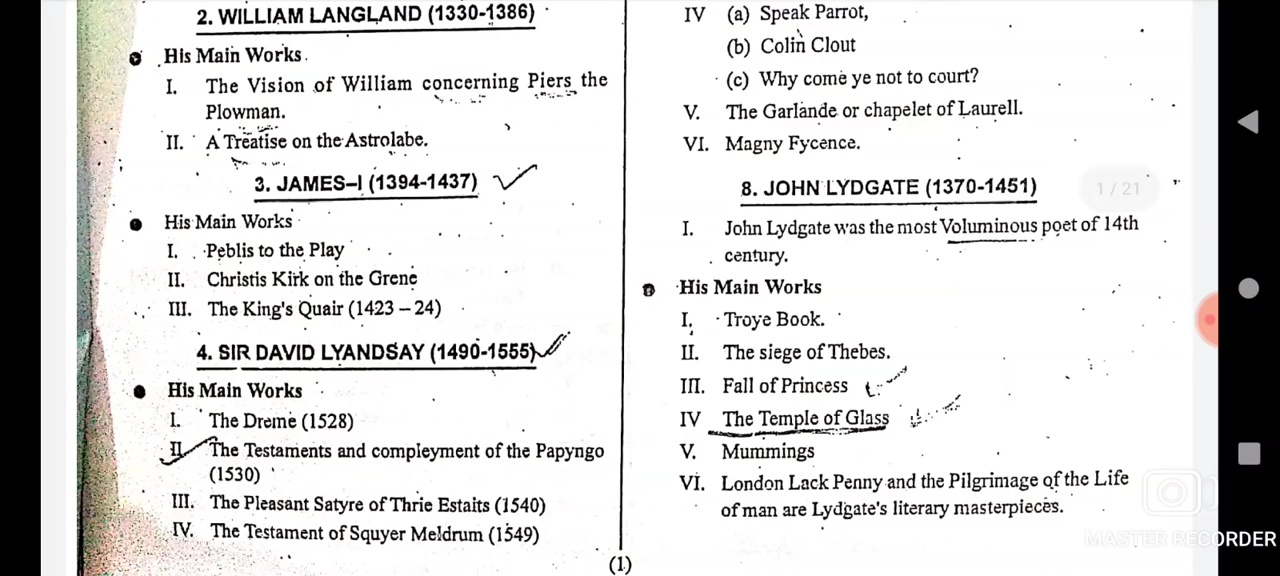 2. WILLIAM LANGLAND (1330-1386)
His Main Works.
I. The Vision of William concerning Piers the
Plowman.
II. A Treatise on the Astrolabe.
3. JAMES–I (1394-1437)
His Main Works
I. Peblis to the Play
II. Christis Kirk on the Grene
III. The King's Quair (1423 – 24)
4. SIR DAVID LYANDSAY (1490-1555)
His Main Works
I. The Dreme (1528)
II. The Testaments and compleyment of the Papyngo
(1530)
III. The Pleasant Satyre of Thrie Estaits (1540)
IV. The Testament of Squyer Meldrum (1549)
IV (a) Speak Parrot,
(b) Colin Clout
(c) Why come ye not to court?
V. The Garlande or chapelet of Laurell.
VI. Magny Fycence.
8. JOHN LYDGATE (1370-1451)
1 / 21
I. John Lydgate was the most Voluminous poet of 14th
century.
His Main Works
I. Troye Book.
II. The siege of Thebes.
III. Fall of Princess
IV The Temple of Glass
V. Mummings
VI. London Lack Penny and the Pilgrimage of the Life
of man are Lydgate's literary masterpieces.
(1)
MASTER RECORDER